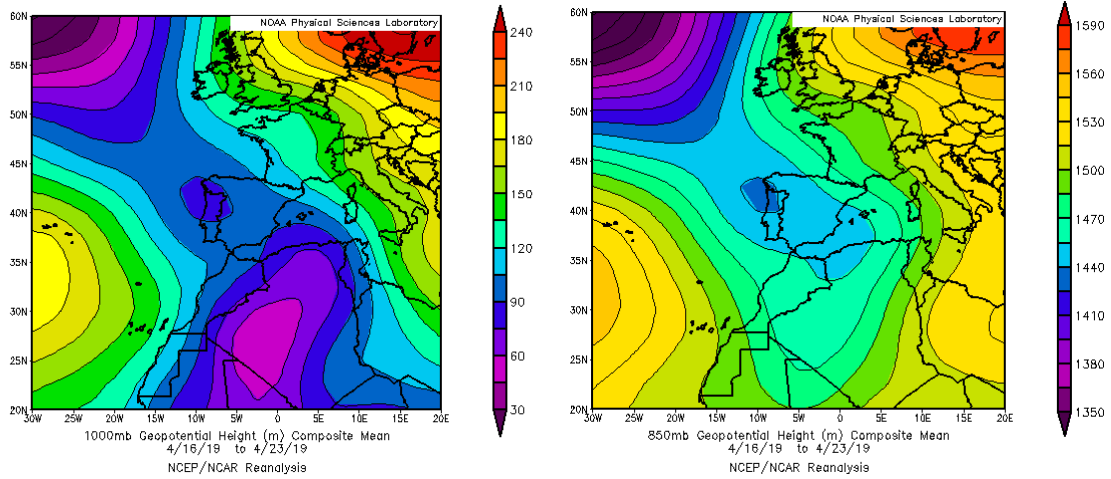 NOAA Physical Sciences Laboratory
60N
55N
50N
45N
40N
35N
30N
25N
20N
30W 25W 20W 15W 10W 5W 0 5E 10E 15E 20E
240
210
180
150
120
90
60
30
1000mb Geopotential Height (m) Composite Mean
4/16/19 to 4/23/19
NCEP/NCAR Reanalysis
NOAA Physical Sciences Laboratory
60N
55N
50N
45N
40N
35N
30N
25N
20N
30W 25W 20W 15W 10W 5W 0 5E 10E 15E 20E
1590
1560
1530
1500
1470
1440
1410
1380
1350
850mb Geopotential Height (m) Composite Mean
4/16/19 to 4/23/19
NCEP/NCAR Reanalysis